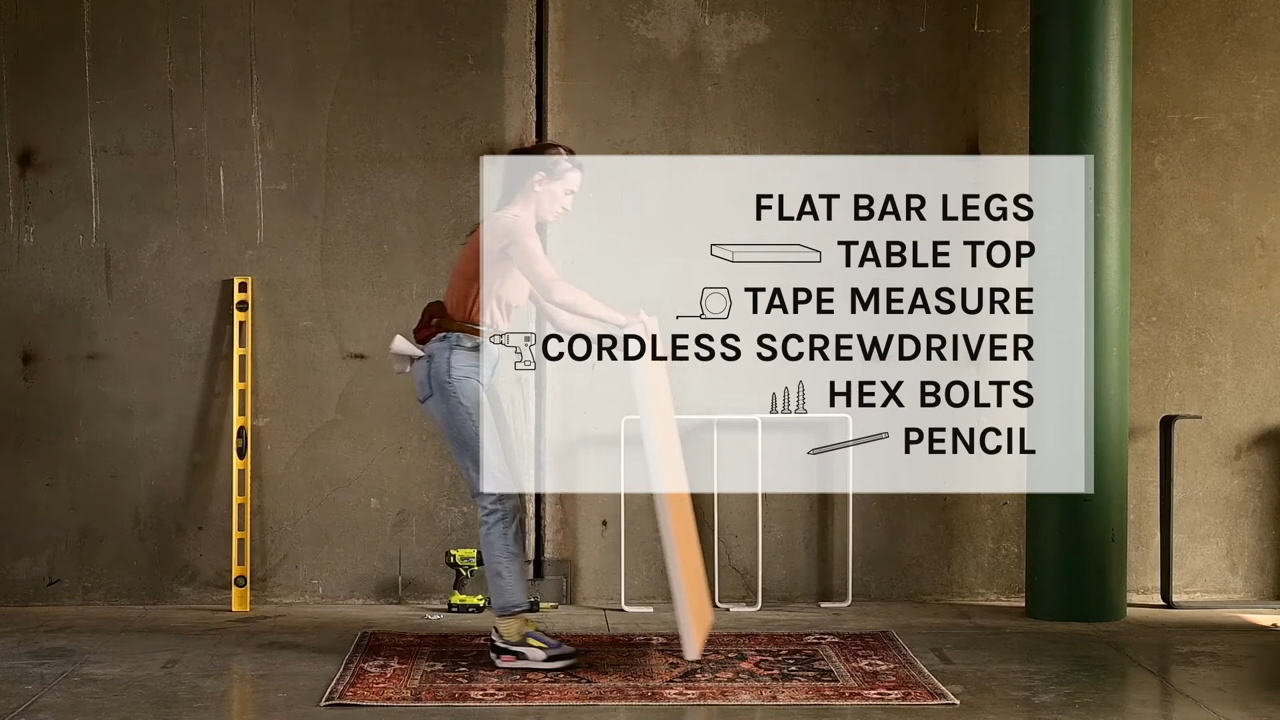 FLAT BAR LEGS
TABLE TOP
TAPE MEASURE
CORDLESS SCREWDRIVER
HEX BOLTS
PENCIL